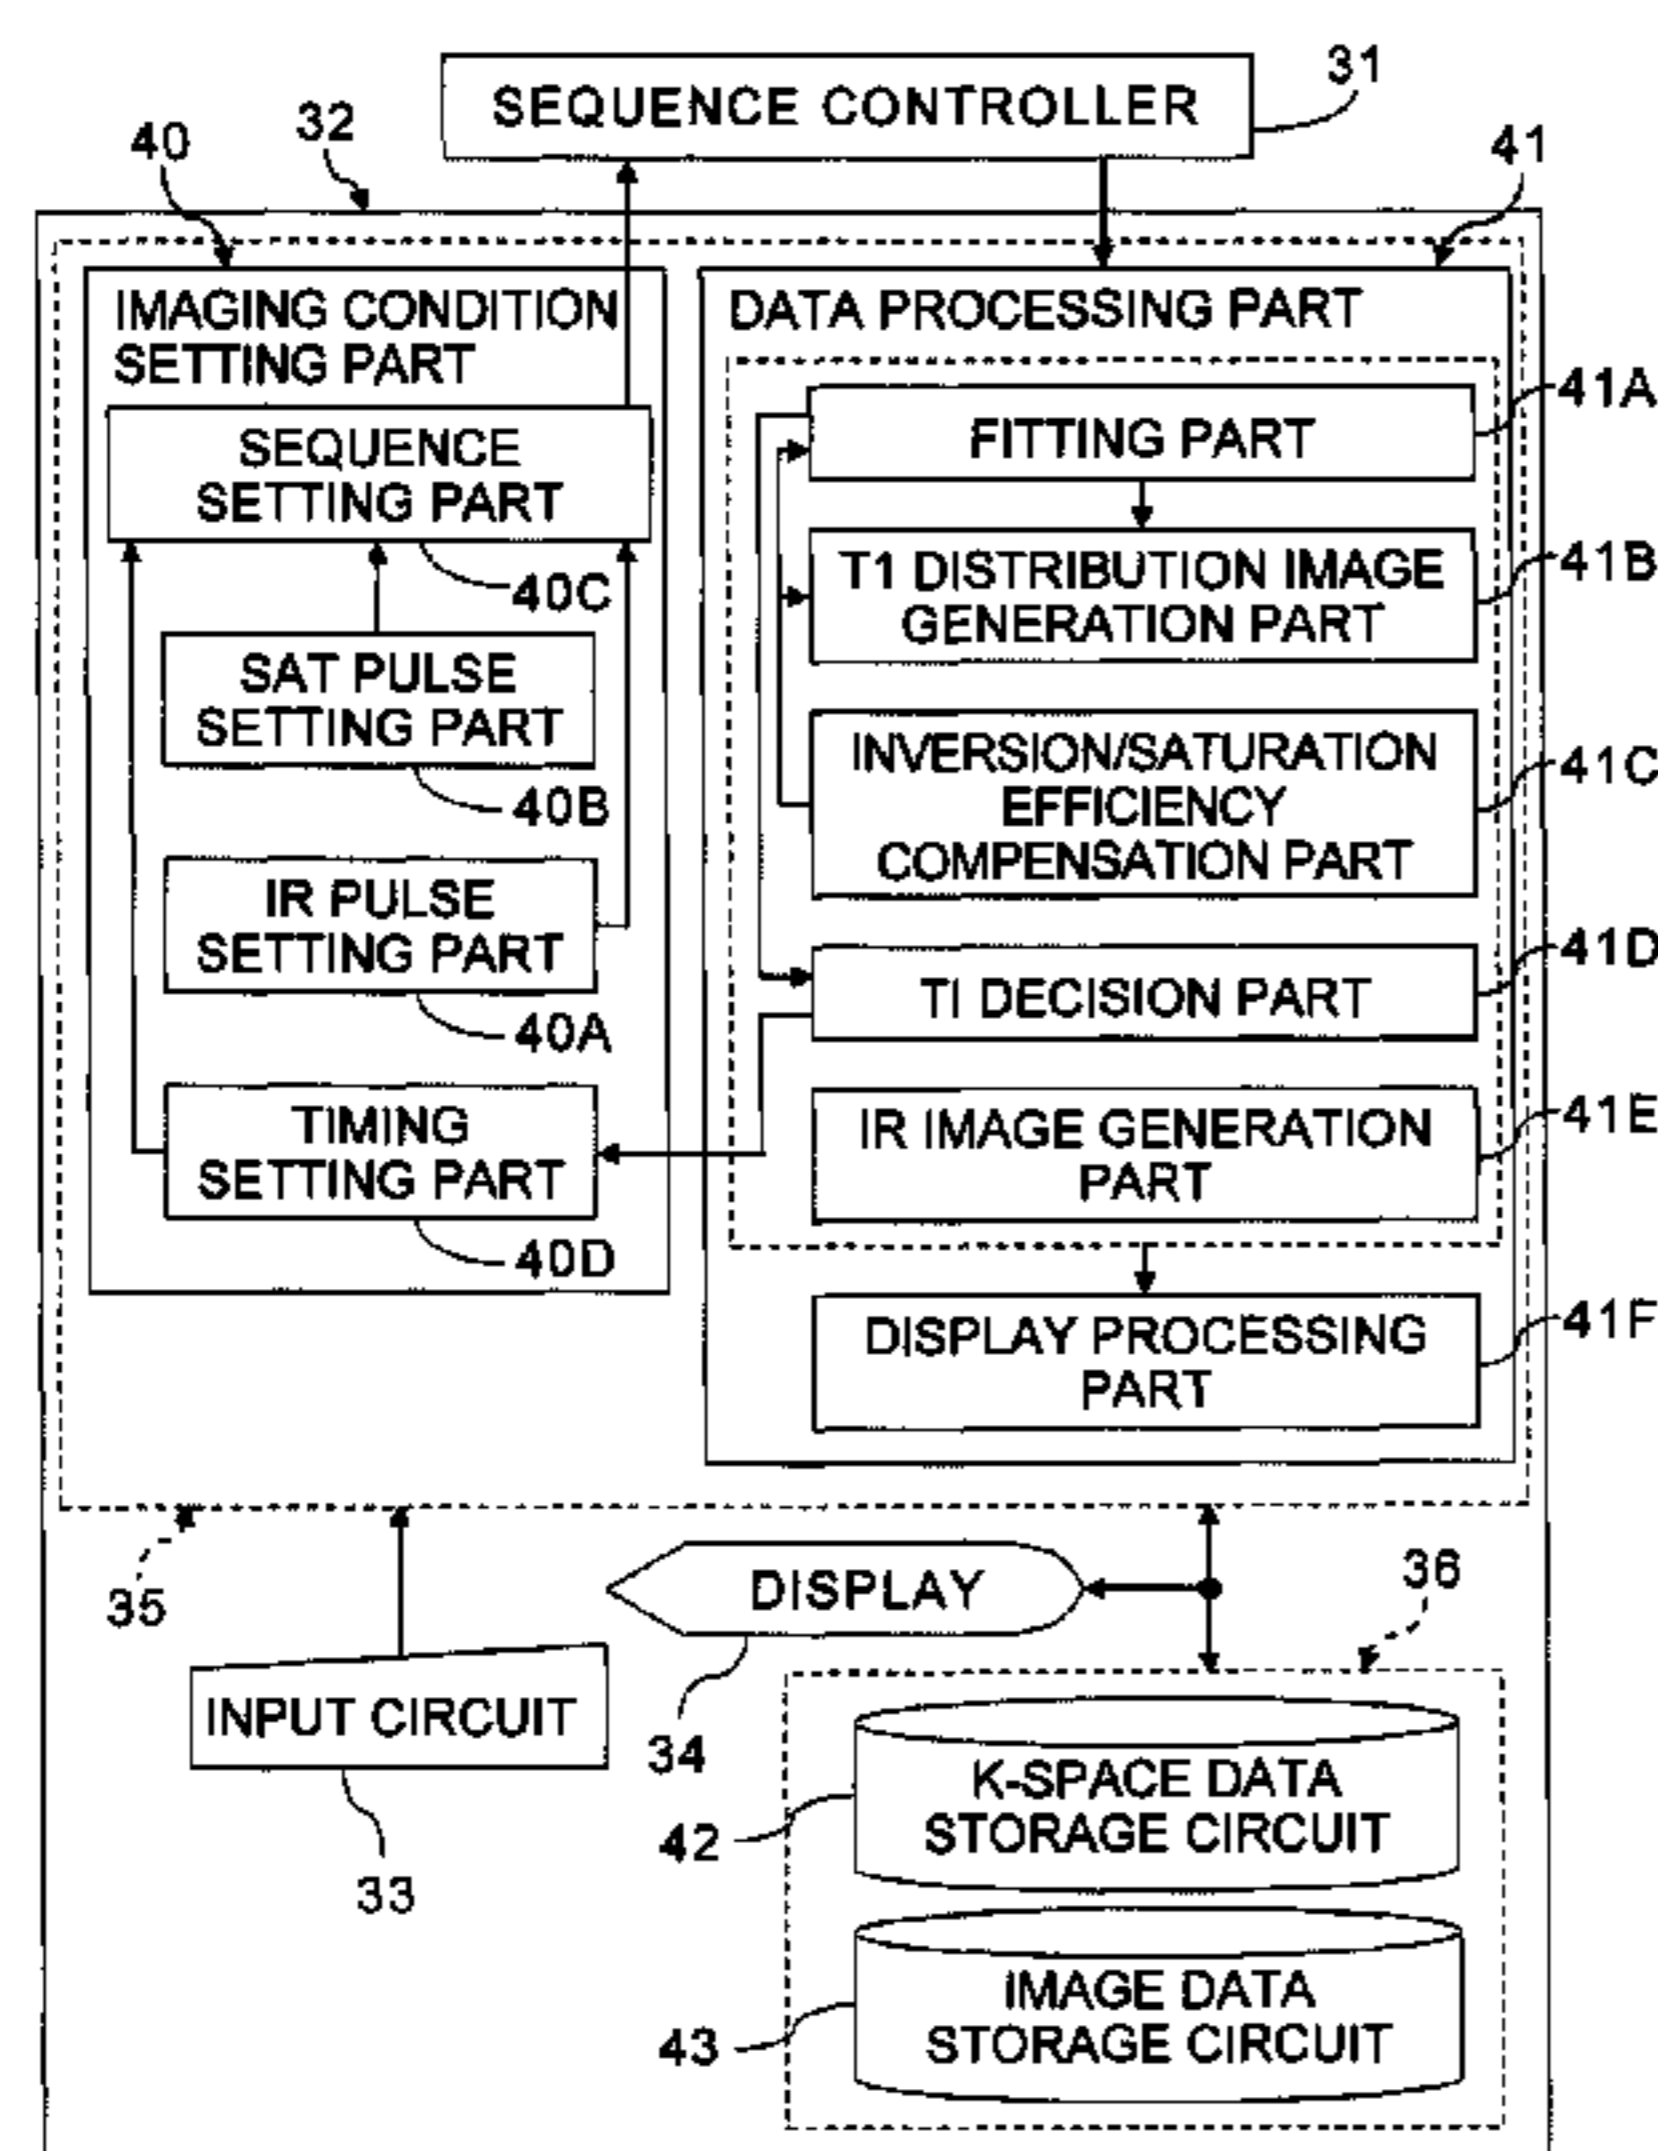 31
SEQUENCE CONTROLLER
32
40
41
IMAGING CONDITION
SETTING PART
SEQUENCE
SETTING PART
40C
SAT PULSE
SETTING PART
40B
IR PULSE
SETTING PART
40A
TIMING
SETTING PART
40D
DATA PROCESSING PART
FITTING PART
41A
T1 DISTRIBUTION IMAGE
GENERATION PART
41B
INVERSION/SATURATION
EFFICIENCY
COMPENSATION PART
41C
TI DECISION PART
41D
IR IMAGE GENERATION
PART
41E
DISPLAY PROCESSING
PART
41F
35
DISPLAY
34
36
INPUT CIRCUIT
33
K-SPACE DATA
STORAGE CIRCUIT
42
IMAGE DATA
STORAGE CIRCUIT
43